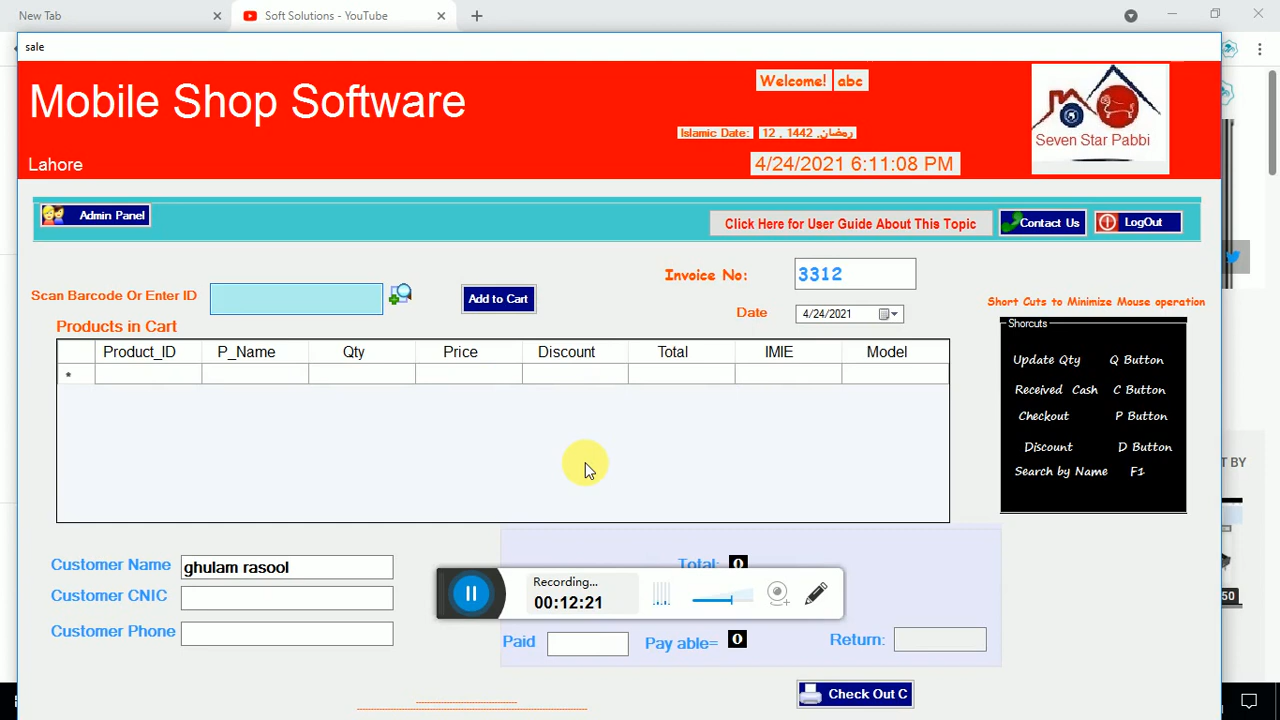 New Tab
Soft Solutions - YouTube
sale
Mobile Shop Software
Lahore
Welcome! abc
Islamic Date: 12 , رمضان, 1442
4/24/2021 6:11:08 PM
Seven Star Pabbi
Admin Panel
Click Here for User Guide About This Topic
Contact Us
LogOut
Scan Barcode Or Enter ID
Add to Cart
Invoice No: 3312
Date 4/24/2021
Short Cuts to Minimize Mouse operation
Products in Cart
Product_ID P_Name Qty Price Discount Total IMIE Model
*
Shorcuts
Update Qty Q Button
Received Cash C Button
Checkout P Button
Discount D Button
Search by Name F1
BY
50
Customer Name ghulam rasool
Customer CNIC
Customer Phone
Total: 0
Recording...
00:12:21
Paid
Pay able= 0
Return:
Check Out C